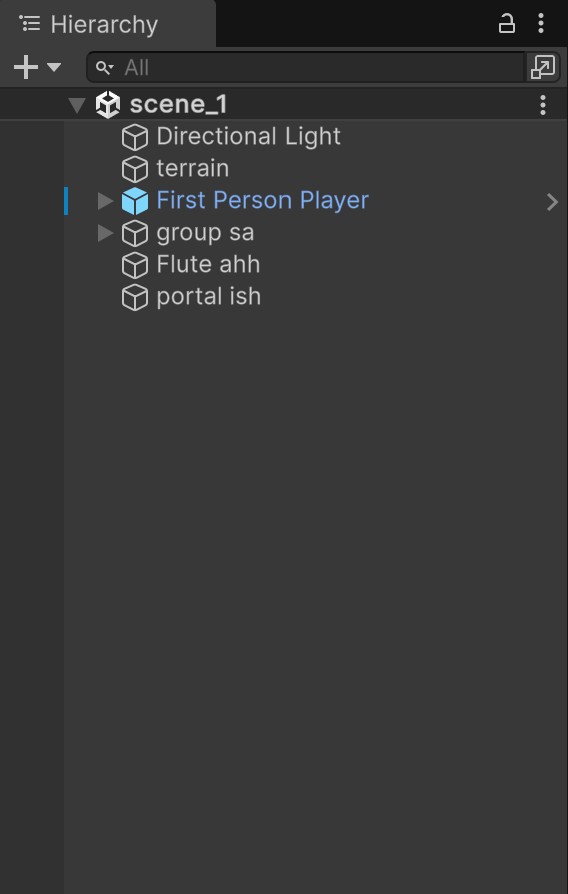 Hierarchy
All
scene_1
Directional Light
terrain
First Person Player
group sa
Flute ahh
portal ish